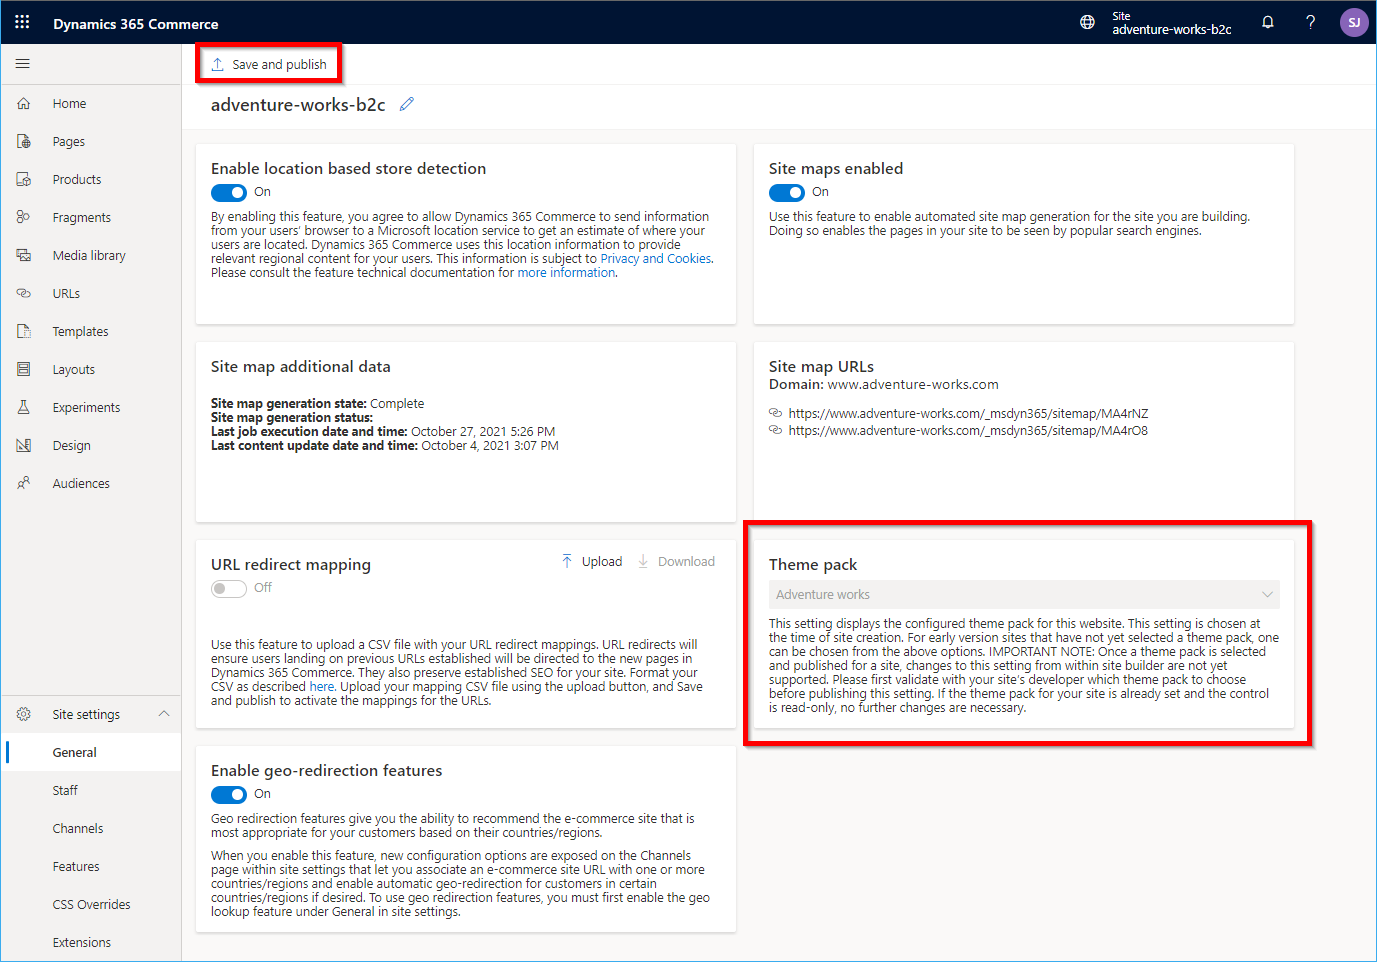 Dynamics 365 Commerce
Site
adventure-works-b2c
?
SJ
Save and publish
adventure-works-b2c
Home
Pages
Products
Fragments
Media library
URLs
Templates
Layouts
Experiments
Design
Audiences
Site settings
General
Staff
Channels
Features
CSS Overrides
Extensions
Enable location based store detection
On
By enabling this feature, you agree to allow Dynamics 365 Commerce to send information
from your users' browser to a Microsoft location service to get an estimate of where your
users are located. Dynamics 365 Commerce uses this location information to provide
relevant regional content for your users. This information is subject to Privacy and Cookies.
Please consult the feature technical documentation for more information.
Site maps enabled
On
Use this feature to enable automated site map generation for the site you are building.
Doing so enables the pages in your site to be seen by popular search engines.
Site map additional data
Site map generation state: Complete
Site map generation status:
Last job execution date and time: October 27, 2021 5:26 PM
Last content update date and time: October 4, 2021 3:07 PM
Site map URLs
Domain: www.adventure-works.com
https://www.adventure-works.com/_msdyn365/sitemap/MA4rNZ
https://www.adventure-works.com/_msdyn365/sitemap/MA4rO8
URL redirect mapping
Upload
Download
Off
Use this feature to upload a CSV file with your URL redirect mappings. URL redirects will
ensure users landing on previous URLs established will be directed to the new pages in
Dynamics 365 Commerce. They also preserve established SEO for your site. Format your
CSV as described here. Upload your mapping CSV file using the upload button, and Save
and publish to activate the mappings for the URLs.
Theme pack
Adventure works
This setting displays the configured theme pack for this website. This setting is chosen at
the time of site creation. For early version sites that have not yet selected a theme pack, one
can be chosen from the above options. IMPORTANT NOTE: Once a theme pack is selected
and published for a site, changes to this setting from within site builder are not yet
supported. Please first validate with your site's developer which theme pack to choose
before publishing this setting. If the theme pack for your site is already set and the control
is read-only, no further changes are necessary.
Enable geo-redirection features
On
Geo redirection features give you the ability to recommend the e-commerce site that is
most appropriate for your customers based on their countries/regions.
When you enable this feature, new configuration options are exposed on the Channels
page within site settings that let you associate an e-commerce site URL with one or more
countries/regions and enable automatic geo-redirection for customers in certain
countries/regions if desired. To use geo redirection features, you must first enable the geo
lookup feature under General in site settings.